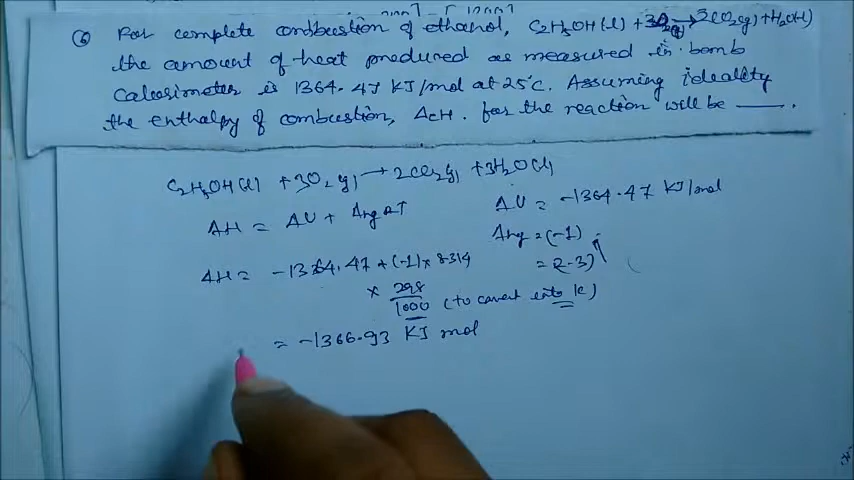 6 For complete combustion of ethanol, C2H5OH(l) + 3O2(g) → 2CO2(g) + H2O(l)
the amount of heat produced as measured in bomb
calorimeter is 1364.47 KJ/mol at 25°C. Assuming ideality
the enthalpy of combustion, ΔcH. for the reaction will be ___.
C2H5OH(l) + 3O2(g) → 2CO2(g) + 3H2O(l)
ΔH = ΔU + ΔngRT
ΔU = -1364.47 KJ/mol
Δng = (-1)
ΔH = -1364.47 + (-1) × 8.314
= 2-3)
× 298
1000 (to convert into K)
= -1366.93 KJ mol